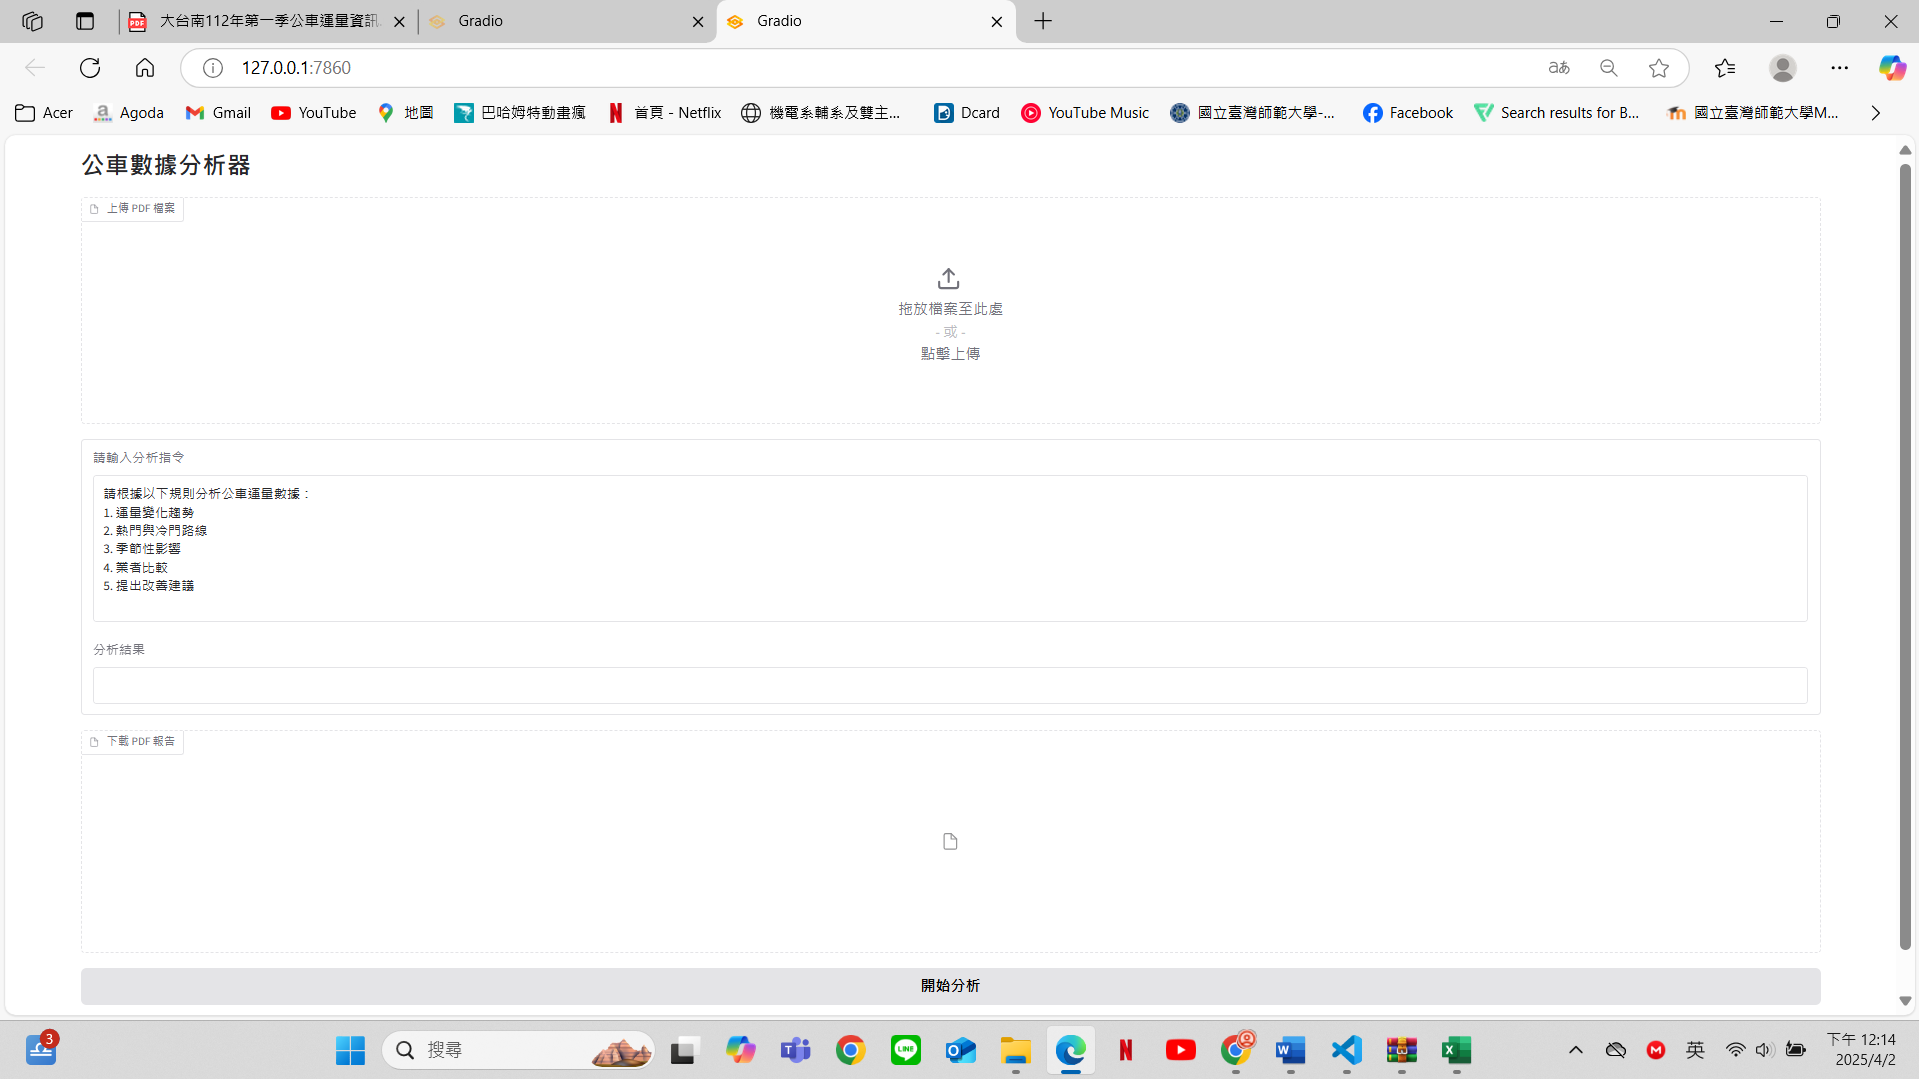 大台南112年第一季公車運量資訊
Gradio
Gradio
127.0.0.1:7860
aあ
Acer
Agoda
Gmail
YouTube
地圖
巴哈姆特動畫瘋
首頁 - Netflix
機電系輔系及雙主...
Dcard
YouTube Music
國立臺灣師範大學-...
Facebook
Search results for B...
國立臺灣師範大學M...
公車數據分析器
上傳 PDF 檔案
拖放檔案至此處
- 或 -
點擊上傳
請輸入分析指令
請根據以下規則分析公車運量數據：
1. 運量變化趨勢
2. 熱門與冷門路線
3. 季節性影響
4. 業者比較
5. 提出改善建議
分析結果
下載 PDF 報告
開始分析
3
搜尋
英
下午 12:14
2025/4/2